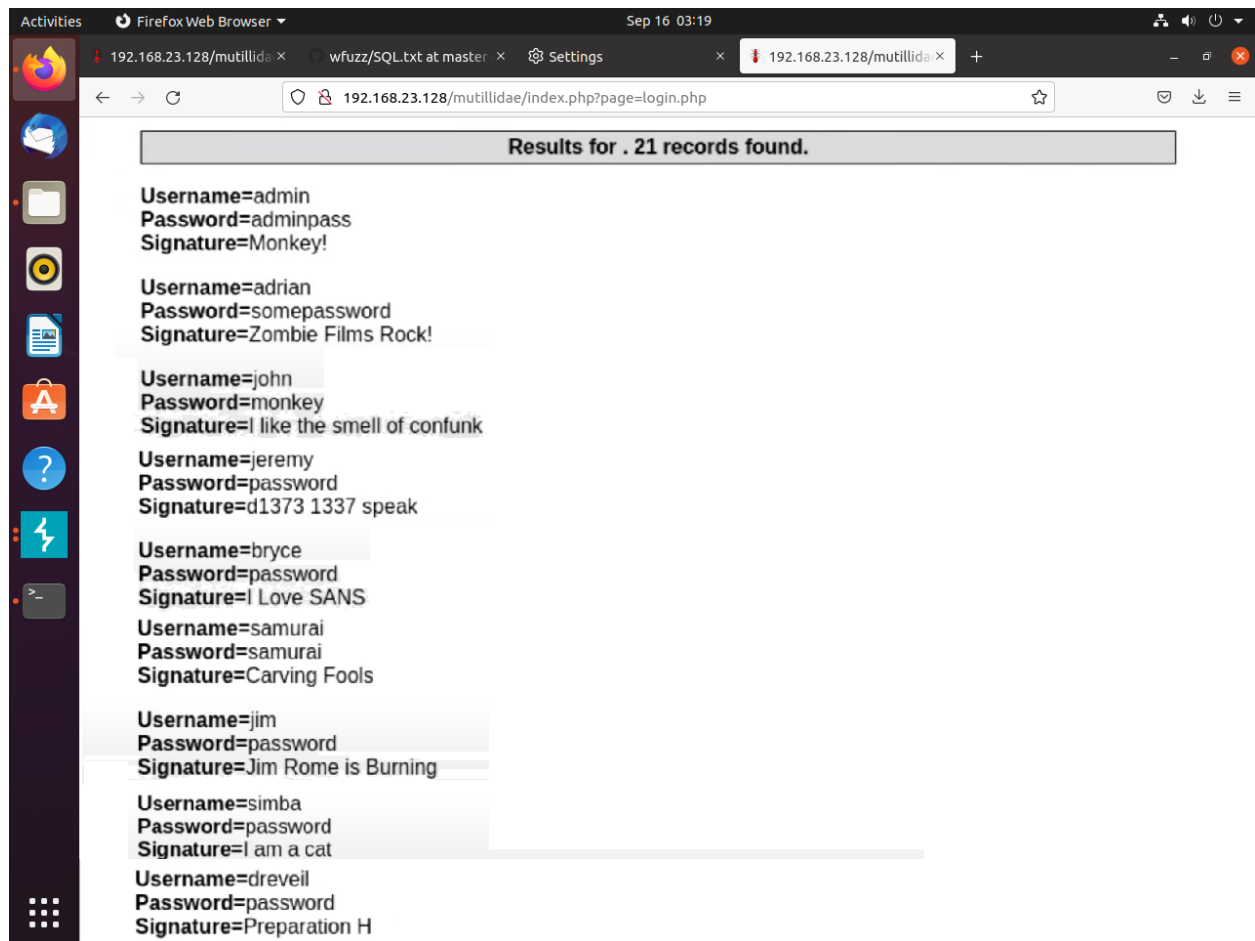 Activities Firefox Web Browser Sep 16 03:19
192.168.23.128/mutillida wfuzz/SQL.txt at master Settings 192.168.23.128/mutillida
192.168.23.128/mutillidae/index.php?page=login.php
Results for . 21 records found.
Username=admin
Password=adminpass
Signature=Monkey!
Username=adrian
Password=somepassword
Signature=Zombie Films Rock!
Username=john
Password=monkey
Signature=I like the smell of confunk
Username=jeremy
Password=password
Signature=d1373 1337 speak
Username=bryce
Password=password
Signature=I Love SANS
Username=samurai
Password=samurai
Signature=Carving Fools
Username=jim
Password=password
Signature=Jim Rome is Burning
Username=simba
Password=password
Signature=I am a cat
Username=dreveil
Password=password
Signature=Preparation H